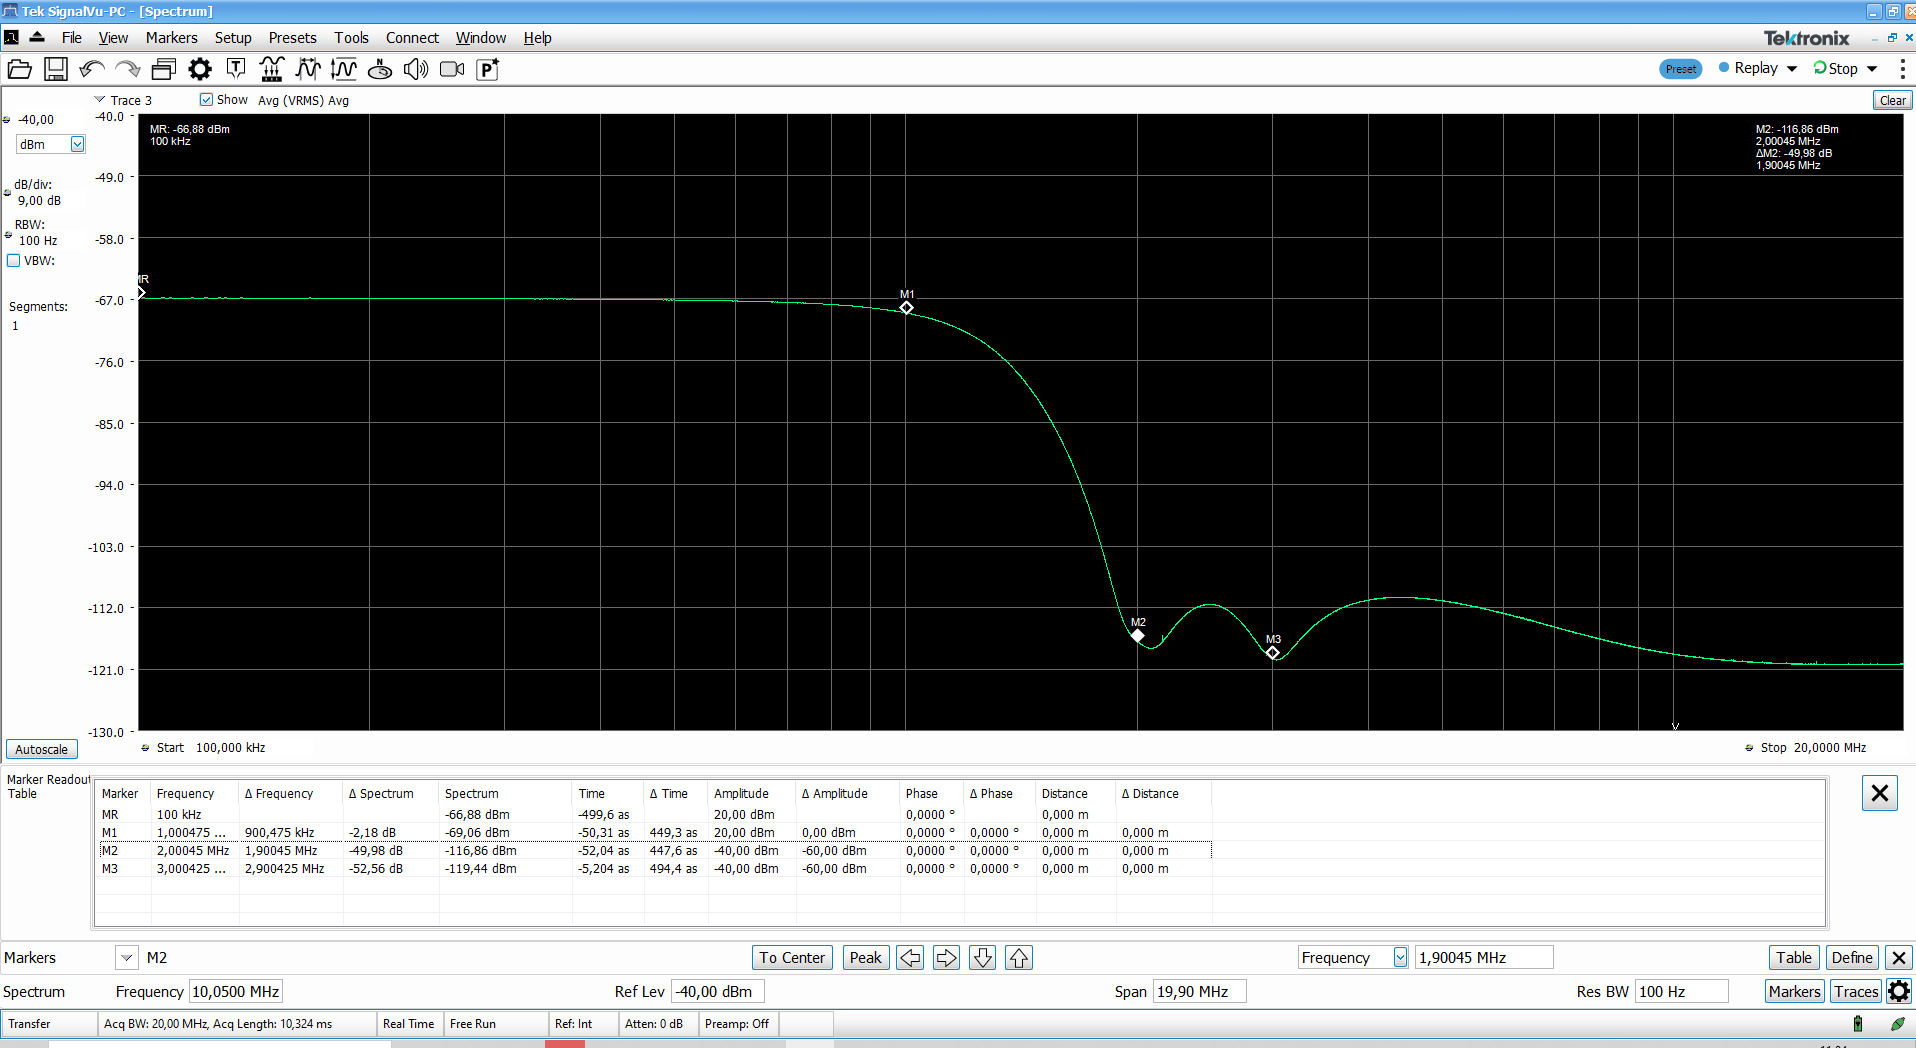 Tek SignalVu-PC - [Spectrum]
File View Markers Setup Presets Tools Connect Window Help
Tektronix
T N P Preset Replay Stop
Trace 3 Show Avg (VRMS) Avg Clear
-40,00
dBm
dB/div:
9,00 dB
RBW:
100 Hz
VBW:
Segments:
1
Autoscale
-40.0
-49.0
-58.0
-67.0
-76.0
-85.0
-94.0
-103.0
-112.0
-121.0
-130.0
MR: -66,88 dBm
100 kHz
M2: -116,86 dBm
2,00045 MHz
ΔM2: -49,98 dB
1,90045 MHz
MR
M1
M2
M3
Start 100,000 kHz
Stop 20,0000 MHz
Marker Readout
Table
Marker Frequency Δ Frequency Δ Spectrum Spectrum Time Δ Time Amplitude Δ Amplitude Phase Δ Phase Distance Δ Distance
MR 100 kHz -66,88 dBm -499,6 as 20,00 dBm 0,0000 ° 0,000 m
M1 1,000475 ... 900,475 kHz -2,18 dB -69,06 dBm -50,31 as 449,3 as 20,00 dBm 0,00 dBm 0,0000 ° 0,0000 ° 0,000 m 0,000 m
M2 2,00045 MHz 1,90045 MHz -49,98 dB -116,86 dBm -52,04 as 447,6 as -40,00 dBm -60,00 dBm 0,0000 ° 0,0000 ° 0,000 m 0,000 m
M3 3,000425 ... 2,900425 MHz -52,56 dB -119,44 dBm -5,204 as 494,4 as -40,00 dBm -60,00 dBm 0,0000 ° 0,0000 ° 0,000 m 0,000 m
Markers M2 To Center Peak Frequency 1,90045 MHz Table Define
Spectrum Frequency 10,0500 MHz Ref Lev -40,00 dBm Span 19,90 MHz Res BW 100 Hz Markers Traces
Transfer Acq BW: 20,00 MHz, Acq Length: 10,324 ms Real Time Free Run Ref: Int Atten: 0 dB Preamp: Off